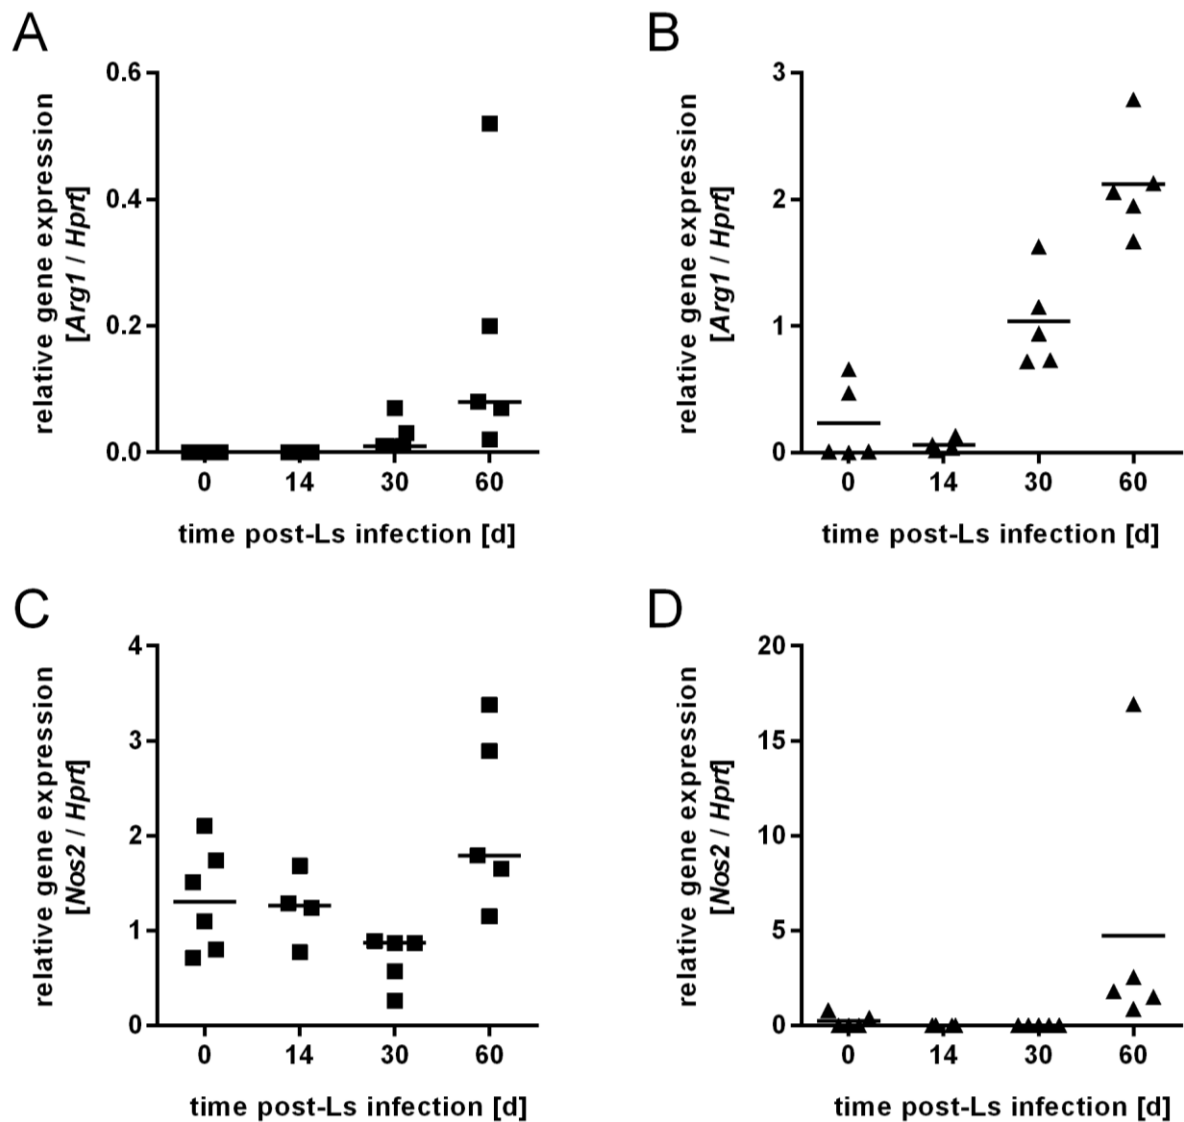 A
relative gene expression
[Arg1 / Hprt]
0.6
0.4
0.2
0.0
0 14 30 60
time post-Ls infection [d]
B
relative gene expression
[Arg1 / Hprt]
3
2
1
0
0 14 30 60
time post-Ls infection [d]
C
relative gene expression
[Nos2 / Hprt]
4
3
2
1
0
0 14 30 60
time post-Ls infection [d]
D
relative gene expression
[Nos2 / Hprt]
20
15
10
5
0
0 14 30 60
time post-Ls infection [d]